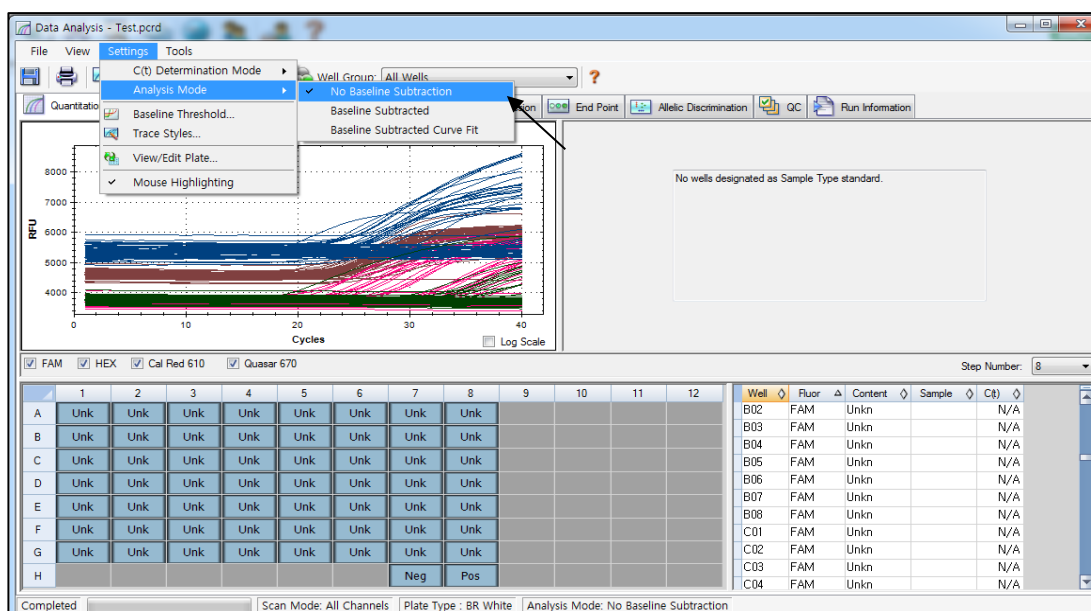 Data Analysis - Test.pcrd
File View Settings Tools
C(t) Determination Mode
Analysis Mode
Baseline Threshold...
Trace Styles...
View/Edit Plate...
Mouse Highlighting
No Baseline Subtraction
Baseline Subtracted
Baseline Subtracted Curve Fit
Well Group: All Wells
?
End Point Allelic Discrimination QC Run Information
No wells designated as Sample Type standard.
8000
7000
6000
5000
4000
RFU
0 10 20 30 40
Cycles
Log Scale
FAM HEX Cal Red 610 Quasar 670
Step Number: 8
1 2 3 4 5 6 7 8 9 10 11 12
A Unk Unk Unk Unk Unk Unk Unk Unk
B Unk Unk Unk Unk Unk Unk Unk Unk
C Unk Unk Unk Unk Unk Unk Unk Unk
D Unk Unk Unk Unk Unk Unk Unk Unk
E Unk Unk Unk Unk Unk Unk Unk Unk
F Unk Unk Unk Unk Unk Unk Unk Unk
G Unk Unk Unk Unk Unk Unk Unk Unk
H Neg Pos
Well Fluor Content Sample C(t)
B02 FAM Unkn N/A
B03 FAM Unkn N/A
B04 FAM Unkn N/A
B05 FAM Unkn N/A
B06 FAM Unkn N/A
B07 FAM Unkn N/A
B08 FAM Unkn N/A
C01 FAM Unkn N/A
C02 FAM Unkn N/A
C03 FAM Unkn N/A
C04 FAM Unkn N/A
Completed Scan Mode: All Channels Plate Type : BR White Analysis Mode: No Baseline Subtraction